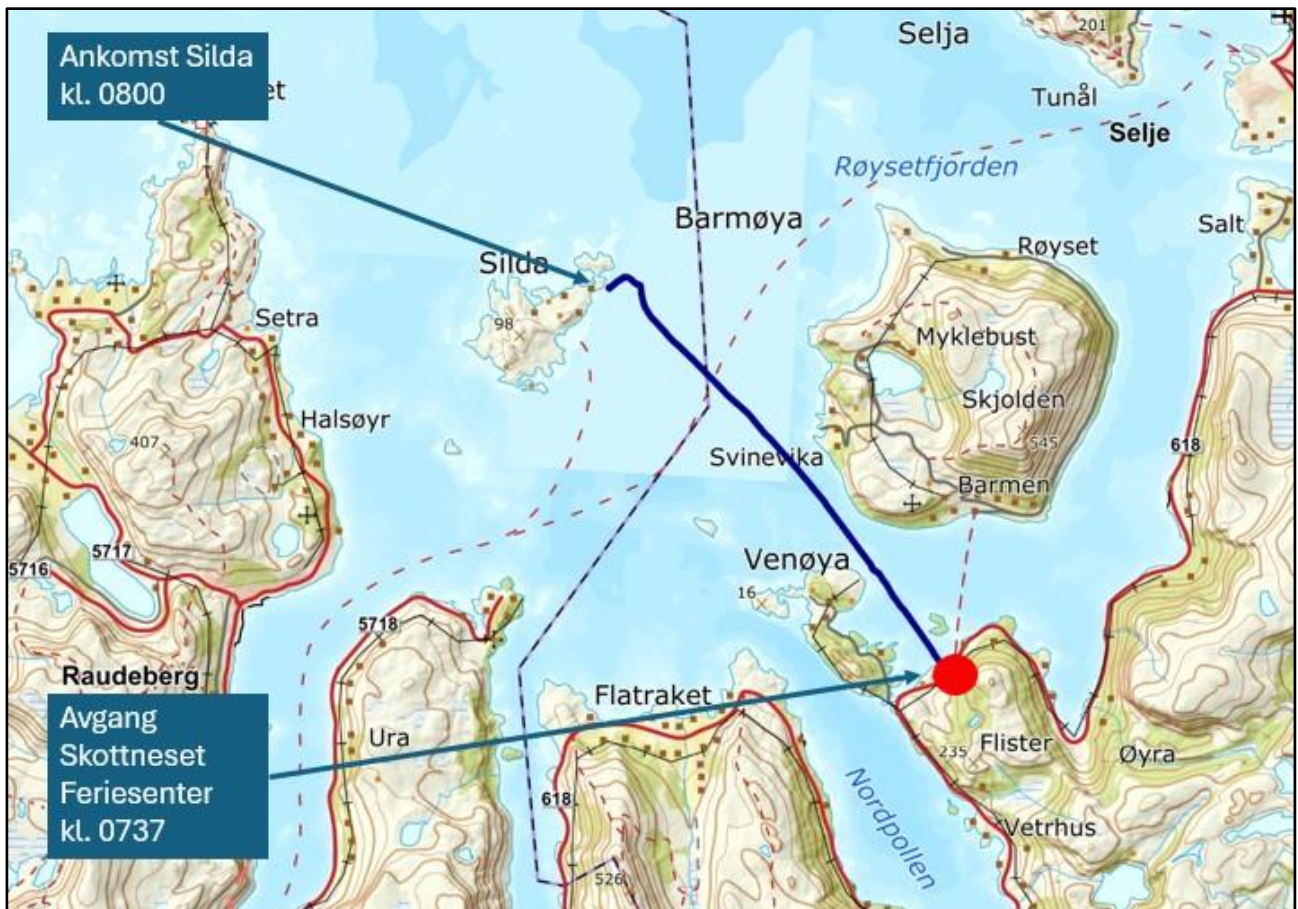 Ankomst Silda
kl. 0800
et
Selja
201
Tunål
Selje
Røysetfjorden
Barmøya
Salt
Røyset
Silda
98
Setra
Myklebust
Halsøyr
407
Skjolden
545
618
Svinevika
Barmen
5717
5716
Venøya
16
5718
Raudeberg
Flatraket
Avgang
Skottneset
Feriesenter
kl. 0737
Ura
235
Flister
Øyra
618
Nordpollen
Vetrhus
526